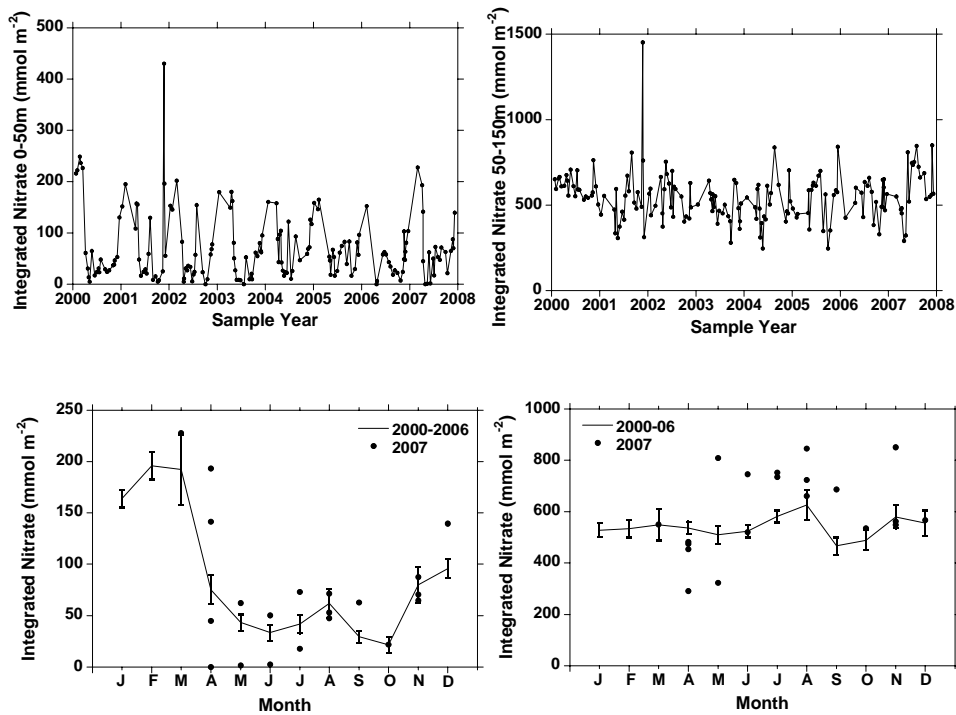 Integrated Nitrate 0-50m (mmol m-2)
500
400
300
200
100
0
2000 2001 2002 2003 2004 2005 2006 2007 2008
Sample Year
Integrated Nitrate 50-150m (mmol m-2)
1500
1000
500
0
2000 2001 2002 2003 2004 2005 2006 2007 2008
Sample Year
Integrated Nitrate (mmol m-2)
250
200
150
100
50
0
2000-2006
2007
J F M A M J J A S O N D
Month
Integrated Nitrate (mmol m-2)
1000
800
600
400
200
0
2000-06
2007
J F M A M J J A S O N D
Month